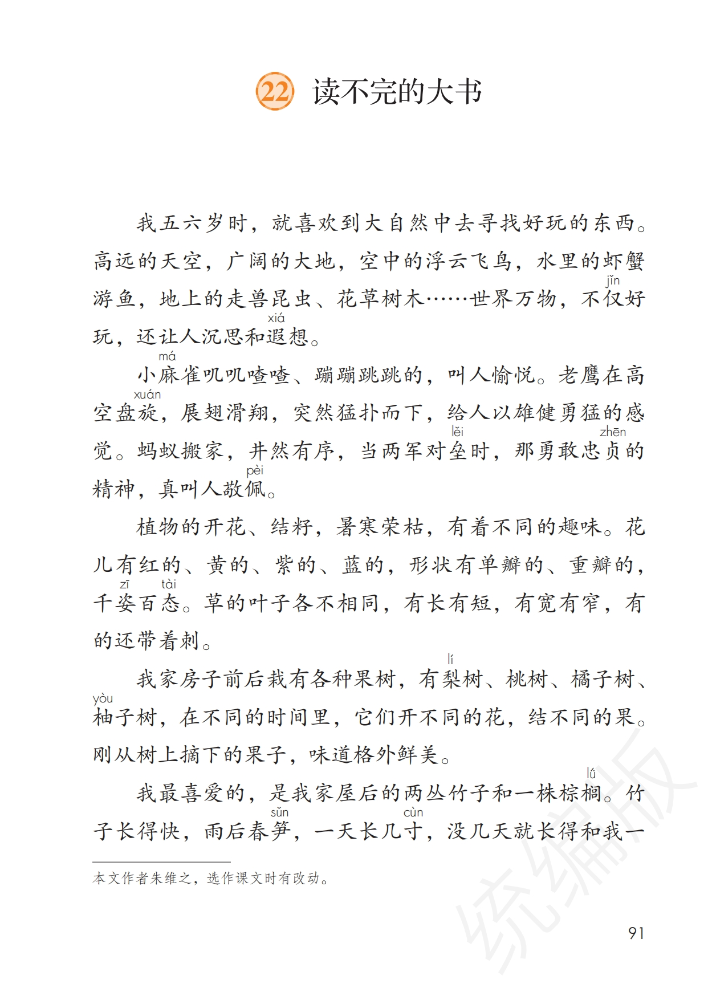 22 读不完的大书
我五六岁时，就喜欢到大自然中去寻找好玩的东西。
高远的天空，广阔的大地，空中的浮云飞鸟，水里的虾蟹
jǐn
游鱼，地上的走兽昆虫、花草树木……世界万物，不仅好
xiá
玩，还让人沉思和遐想。
má
小麻雀叽叽喳喳、蹦蹦跳跳的，叫人愉悦。老鹰在高
xuán
空盘旋，展翅滑翔，突然猛扑而下，给人以雄健勇猛的感
lěi zhēn
觉。蚂蚁搬家，井然有序，当两军对垒时，那勇敢忠贞的
pèi
精神，真叫人敬佩。
植物的开花、结籽，暑寒荣枯，有着不同的趣味。花
儿有红的、黄的、紫的、蓝的，形状有单瓣的、重瓣的，
zī tài
千姿百态。草的叶子各不相同，有长有短，有宽有窄，有
的还带着刺。
lí
我家房子前后栽有各种果树，有梨树、桃树、橘子树、
yòu
柚子树，在不同的时间里，它们开不同的花，结不同的果。
刚从树上摘下的果子，味道格外鲜美。
lǘ
我最喜爱的，是我家屋后的两丛竹子和一株棕榈。竹
sǔn cùn
子长得快，雨后春笋，一天长几寸，没几天就长得和我一
本文作者朱维之，选作课文时有改动。
91
统编版